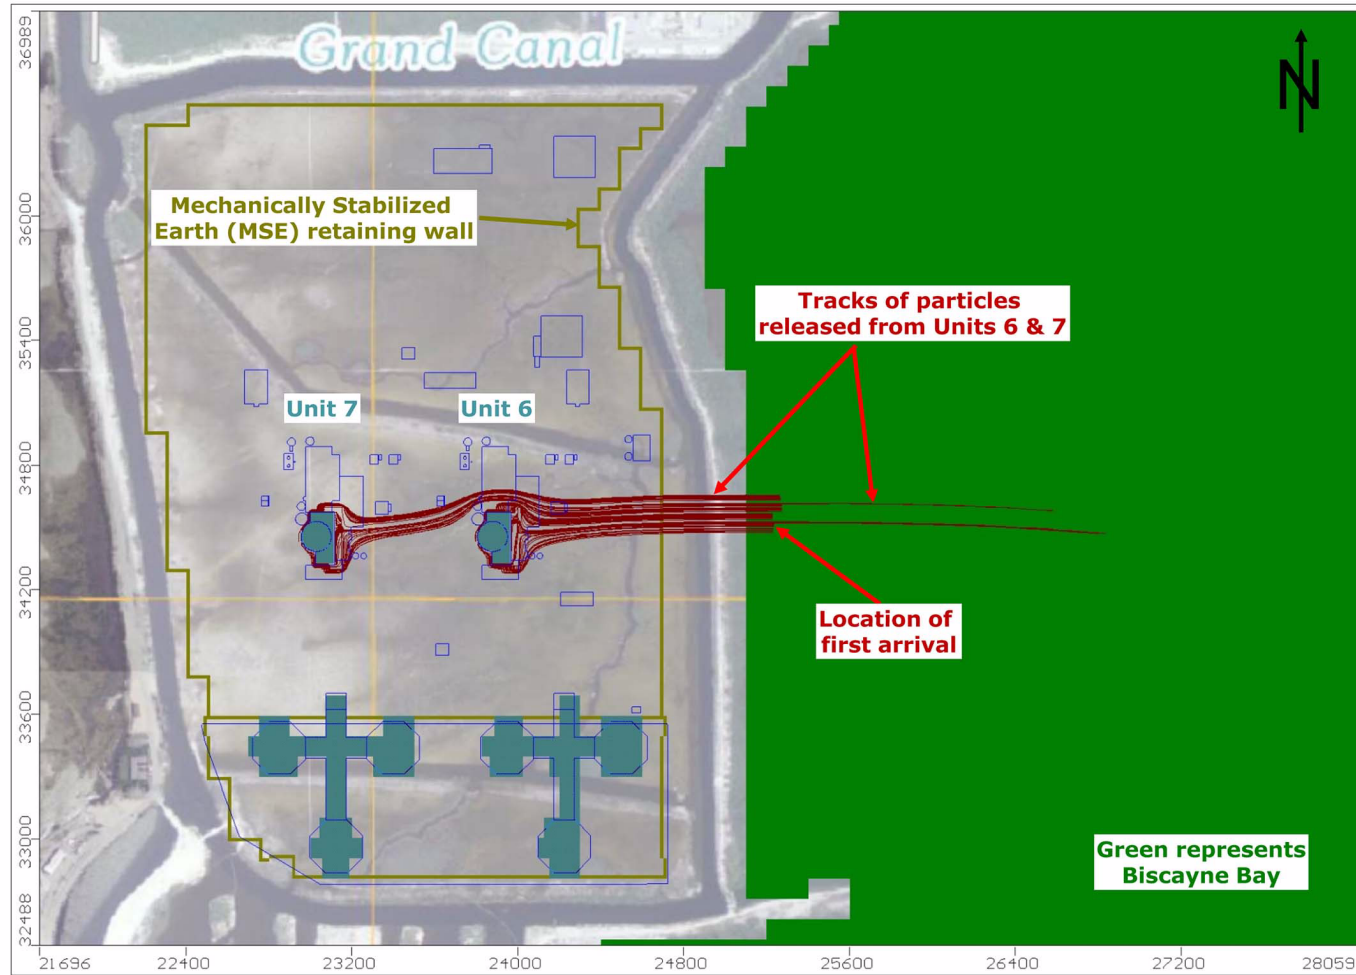 Grand Canal
N
Mechanically Stabilized
Earth (MSE) retaining wall
Tracks of particles
released from Units 6 & 7
Unit 7
Unit 6
Location of
first arrival
Green represents
Biscayne Bay
36989
36000
35400
34800
34200
33600
33000
32488
21696 22400 23200 24000 24800 25600 26400 27200 28059